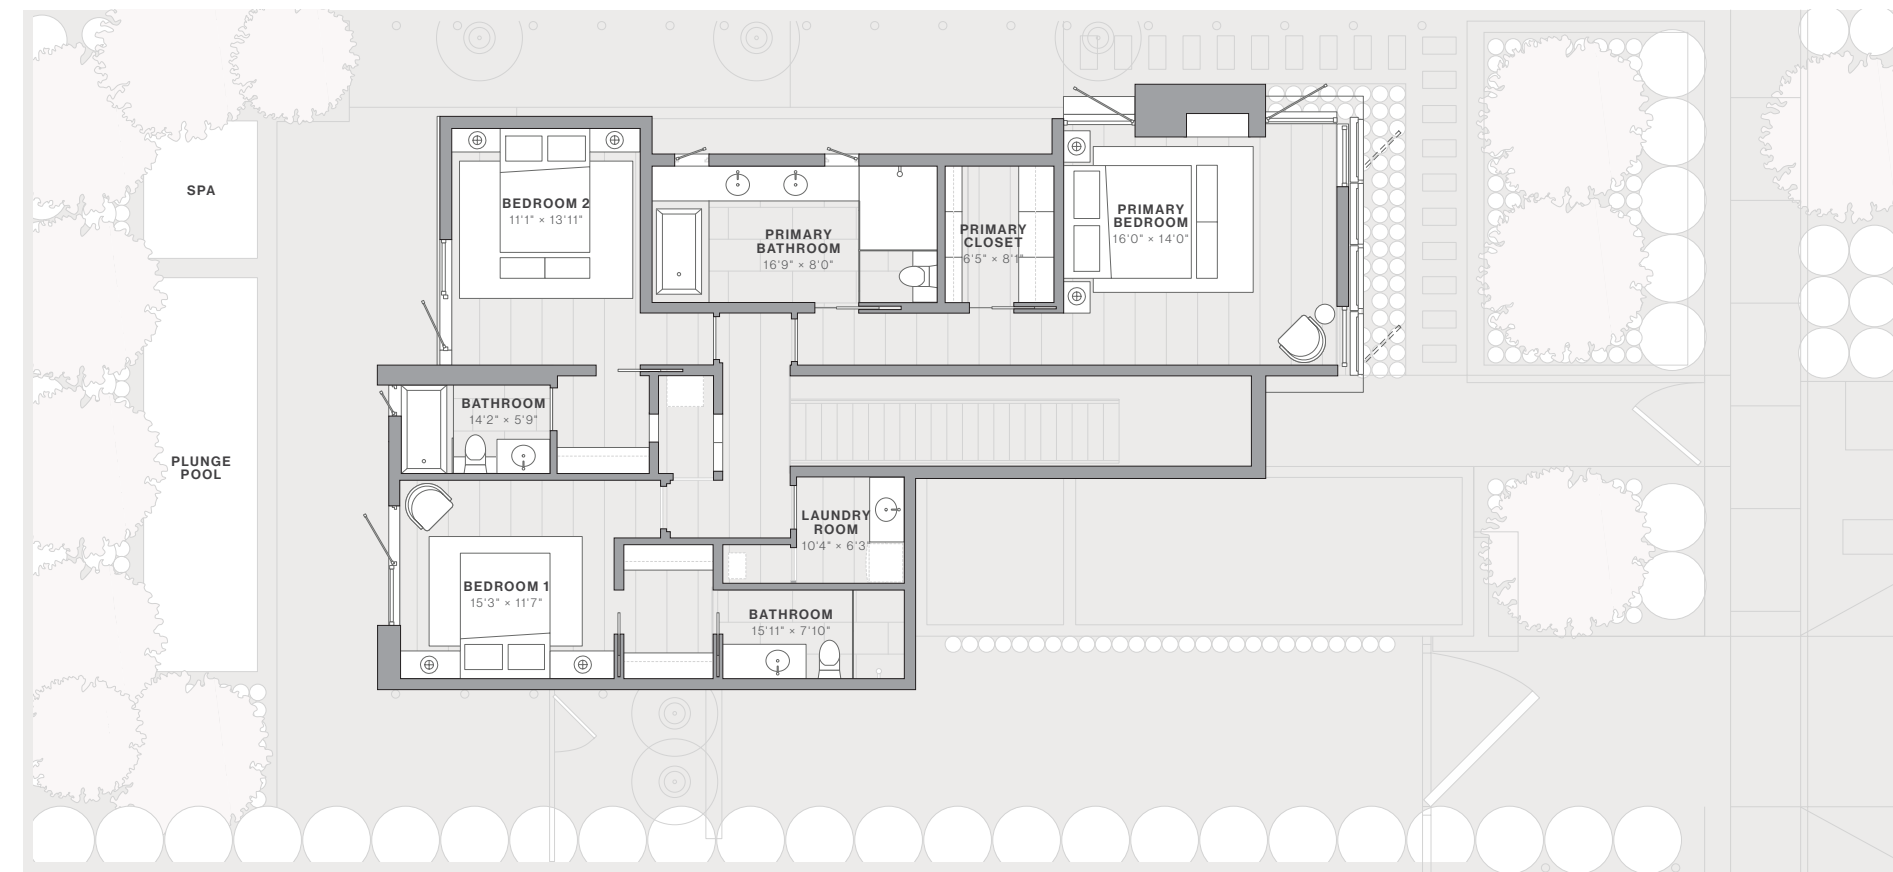 SPA
PLUNGE
POOL
BEDROOM 2
11'1" × 13'11"
PRIMARY
BATHROOM
16'9" × 8'0"
PRIMARY
CLOSET
6'5" × 8'1"
PRIMARY
BEDROOM
16'0" × 14'0"
BATHROOM
14'2" × 5'9"
LAUNDRY
ROOM
10'4" × 6'3"
BEDROOM 1
15'3" × 11'7"
BATHROOM
15'11" × 7'10"